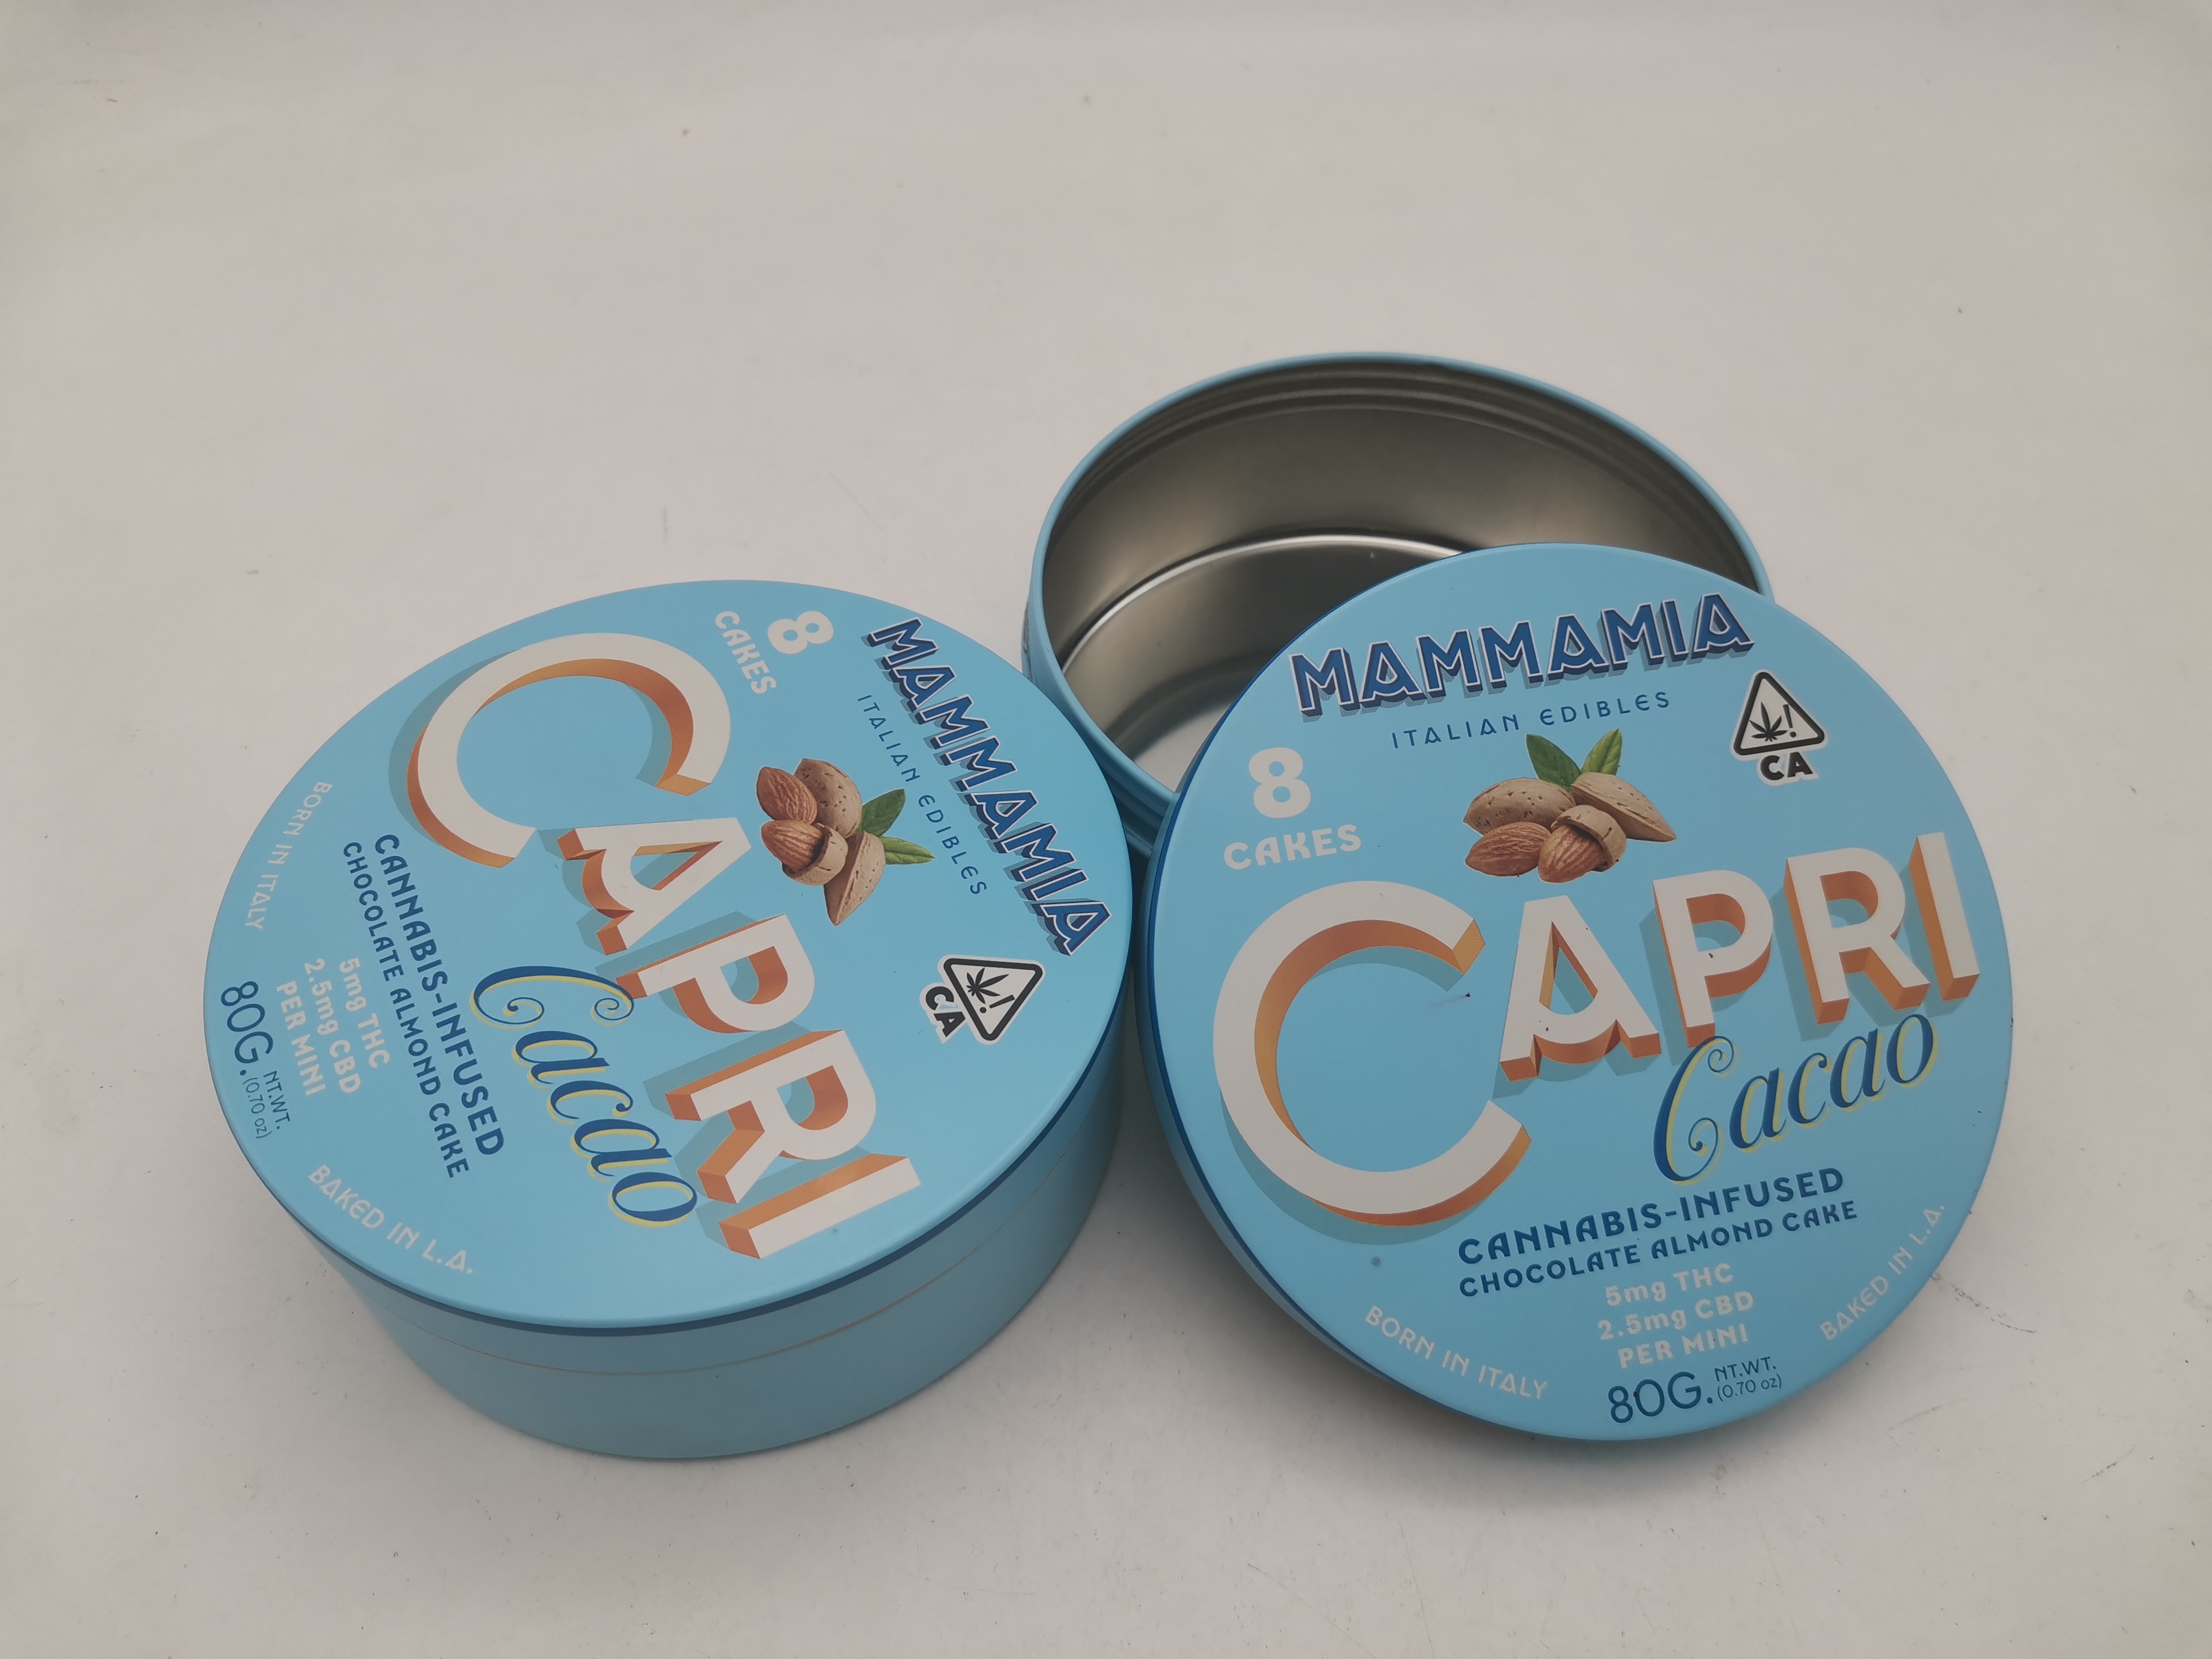 8
CAKES
MAMMAMIA
ITALIAN EDIBLES
CA
CAPRI
Cacao
CANNABIS-INFUSED
CHOCOLATE ALMOND CAKE
5mg THC
2.5mg CBD
PER MINI
BORN IN ITALY
80G. NT.WT.
(0.70 oz)
BAKED IN L.A.
MAMMAMIA
ITALIAN EDIBLES
CA
8
CAKES
CAPRI
Cacao
CANNABIS-INFUSED
CHOCOLATE ALMOND CAKE
5mg THC
2.5mg CBD
PER MINI
BORN IN ITALY
80G. NT.WT.
(0.70 oz)
BAKED IN L.A.